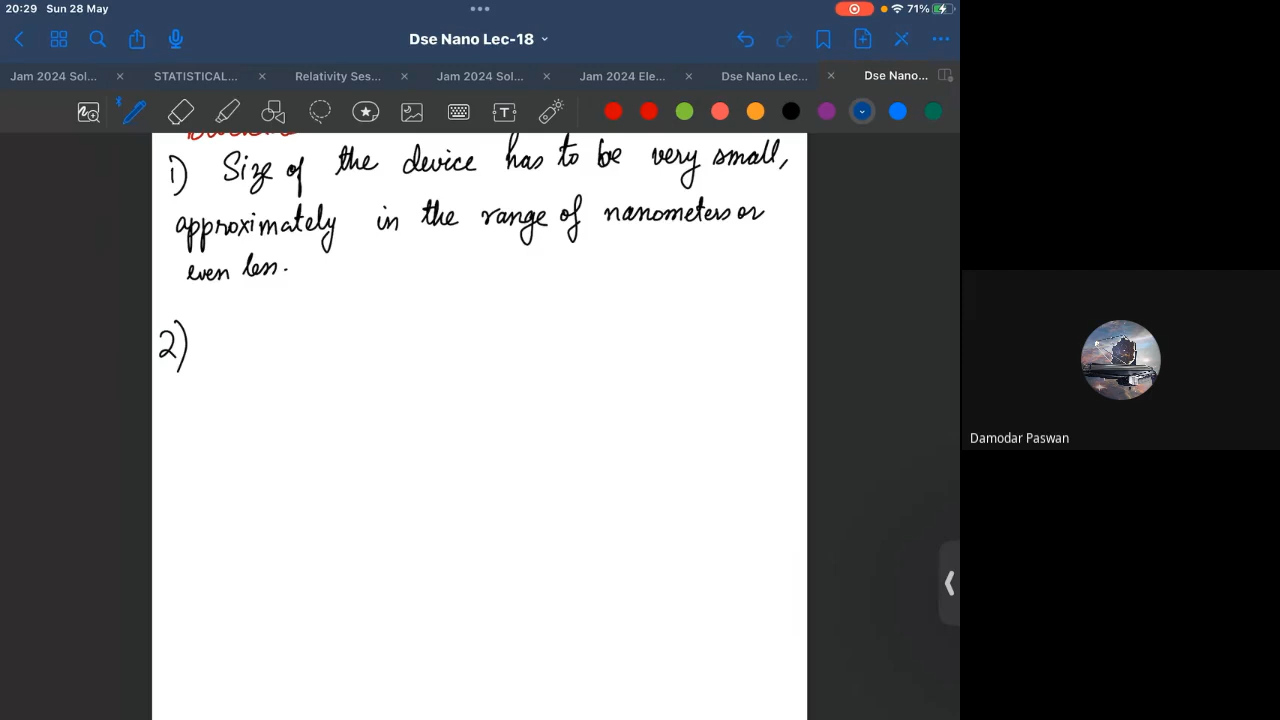 20:29 Sun 28 May
71%
Dse Nano Lec-18
Jam 2024 Sol...
STATISTICAL...
Relativity Ses...
Jam 2024 Sol...
Jam 2024 Ele...
Dse Nano Lec...
Dse Nano...
1) Size of the device has to be very small,
approximately in the range of nanometers or
even less.
2)
Damodar Paswan